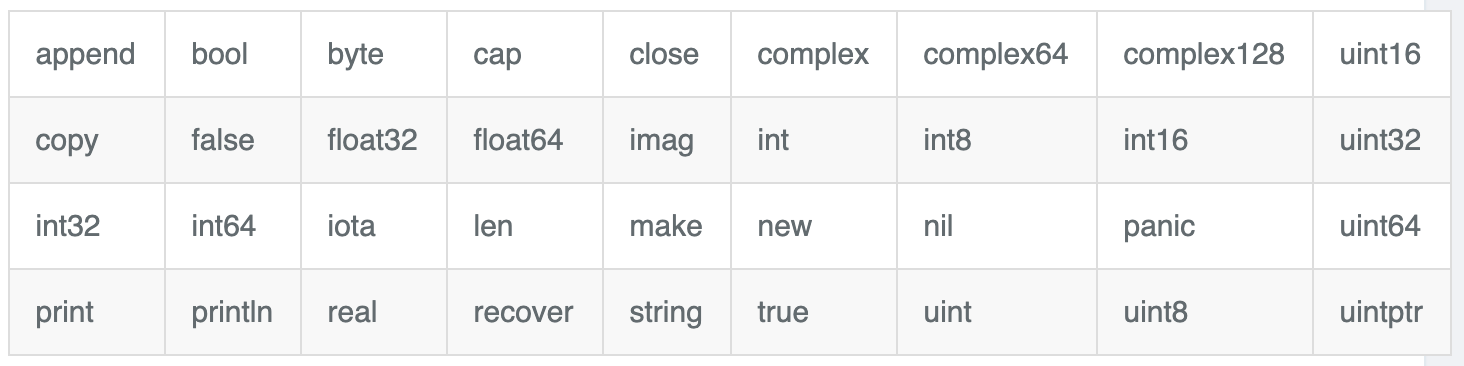 append bool byte cap close complex complex64 complex128 uint16
copy false float32 float64 imag int int8 int16 uint32
int32 int64 iota len make new nil panic uint64
print println real recover string true uint uint8 uintptr